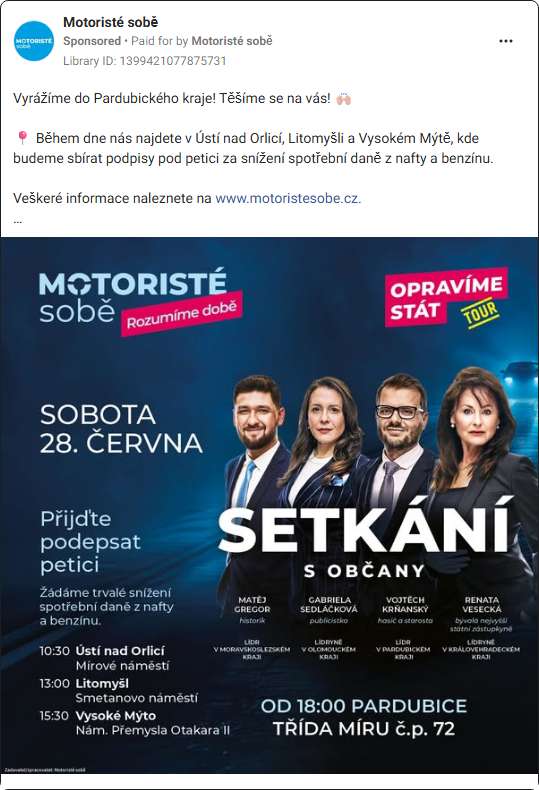 Motoristé sobě
Sponsored • Paid for by Motoristé sobě
Library ID: 1399421077875731
MOTORISTÉ
sobě
Vyrážíme do Pardubického kraje! Těšíme se na vás! 🙌🏻
📍 Během dne nás najdete v Ústí nad Orlicí, Litomyšli a Vysokém Mýtě, kde
budeme sbírat podpisy pod petici za snížení spotřební daně z nafty a benzínu.
Veškeré informace naleznete na www.motoristesobe.cz.
...
MOTORISTÉ
sobě
Rozumíme době
OPRAVÍME
STÁT
TOUR
SOBOTA
28. ČERVNA
Přijďte
podepsat
petici
Žádáme trvalé snížení
spotřební daně z nafty
a benzínu.
10:30 Ústí nad Orlicí
Mírové náměstí
13:00 Litomyšl
Smetanovo náměstí
15:30 Vysoké Mýto
Nám. Přemysla Otakara II
SETKÁNÍ
S OBČANY
MATĚJ
GREGOR
historik
LÍDR
V MORAVSKOSLEZSKÉM
KRAJI
GABRIELA
SEDLÁČKOVÁ
publicistka
LÍDRYNĚ
V OLOMOUCKÉM
KRAJI
VOJTĚCH
KRŇANSKÝ
hasič a starosta
LÍDR
V PARDUBICKÉM
KRAJI
RENATA
VESECKÁ
bývalá nejvyšší
státní zástupkyně
LÍDRYNĚ
V KRÁLOVEHRADECKÉM
KRAJI
OD 18:00 PARDUBICE
TŘÍDA MÍRU č.p. 72
Zadavatel/zpracovatel: Motoristé sobě